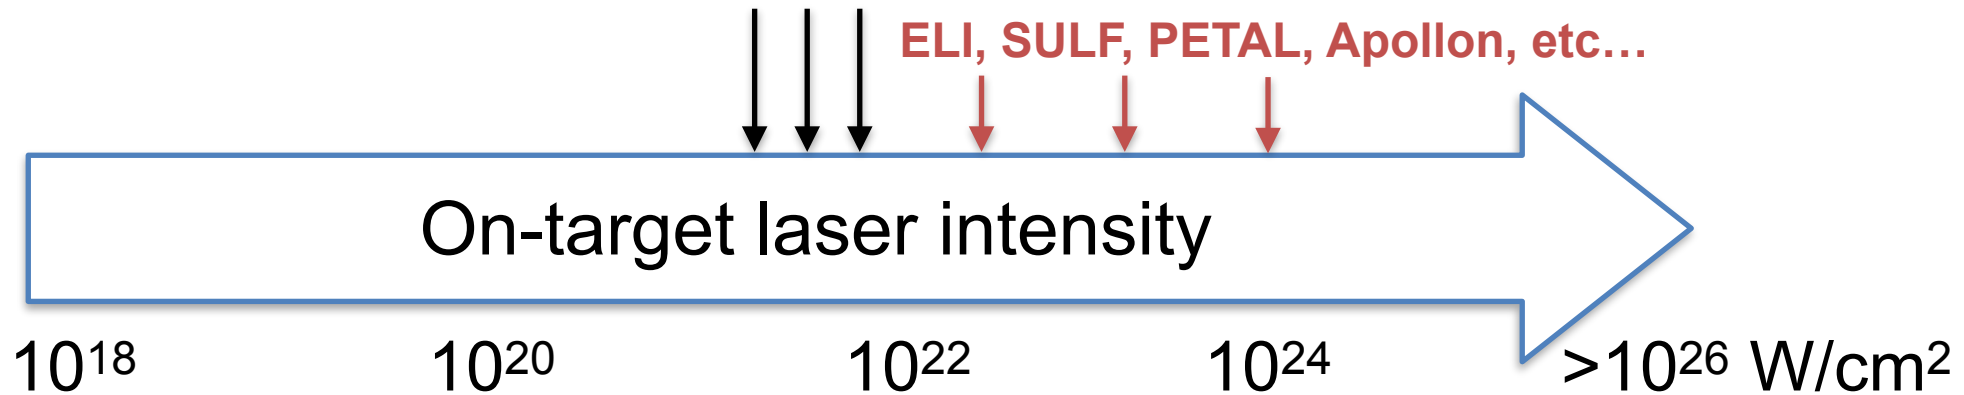 ELI, SULF, PETAL, Apollon, etc…
On-target laser intensity
10¹⁸ 10²⁰ 10²² 10²⁴ >10²⁶ W/cm²